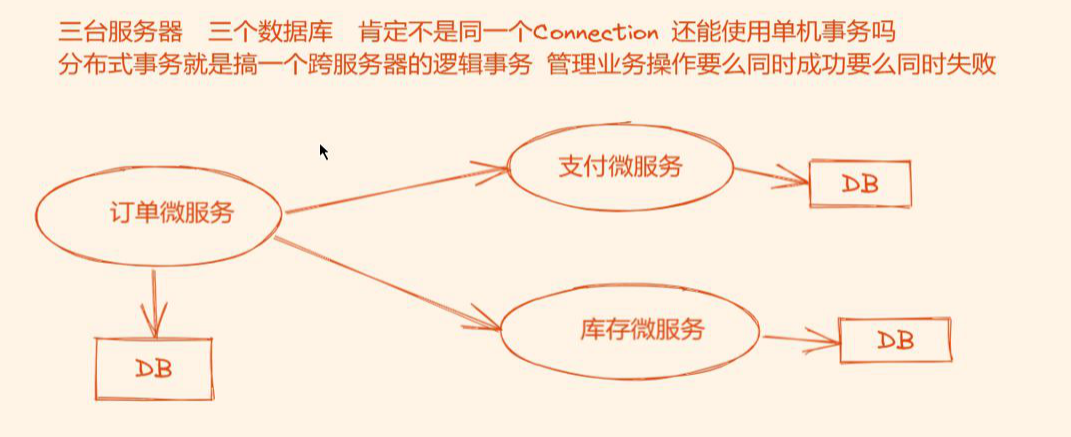 三台服务器 三个数据库 肯定不是同一个Connection 还能使用单机事务吗
分布式事务就是搞一个跨服务器的逻辑事务 管理业务操作要么同时成功要么同时失败
支付微服务
DB
订单微服务
库存微服务
DB
DB